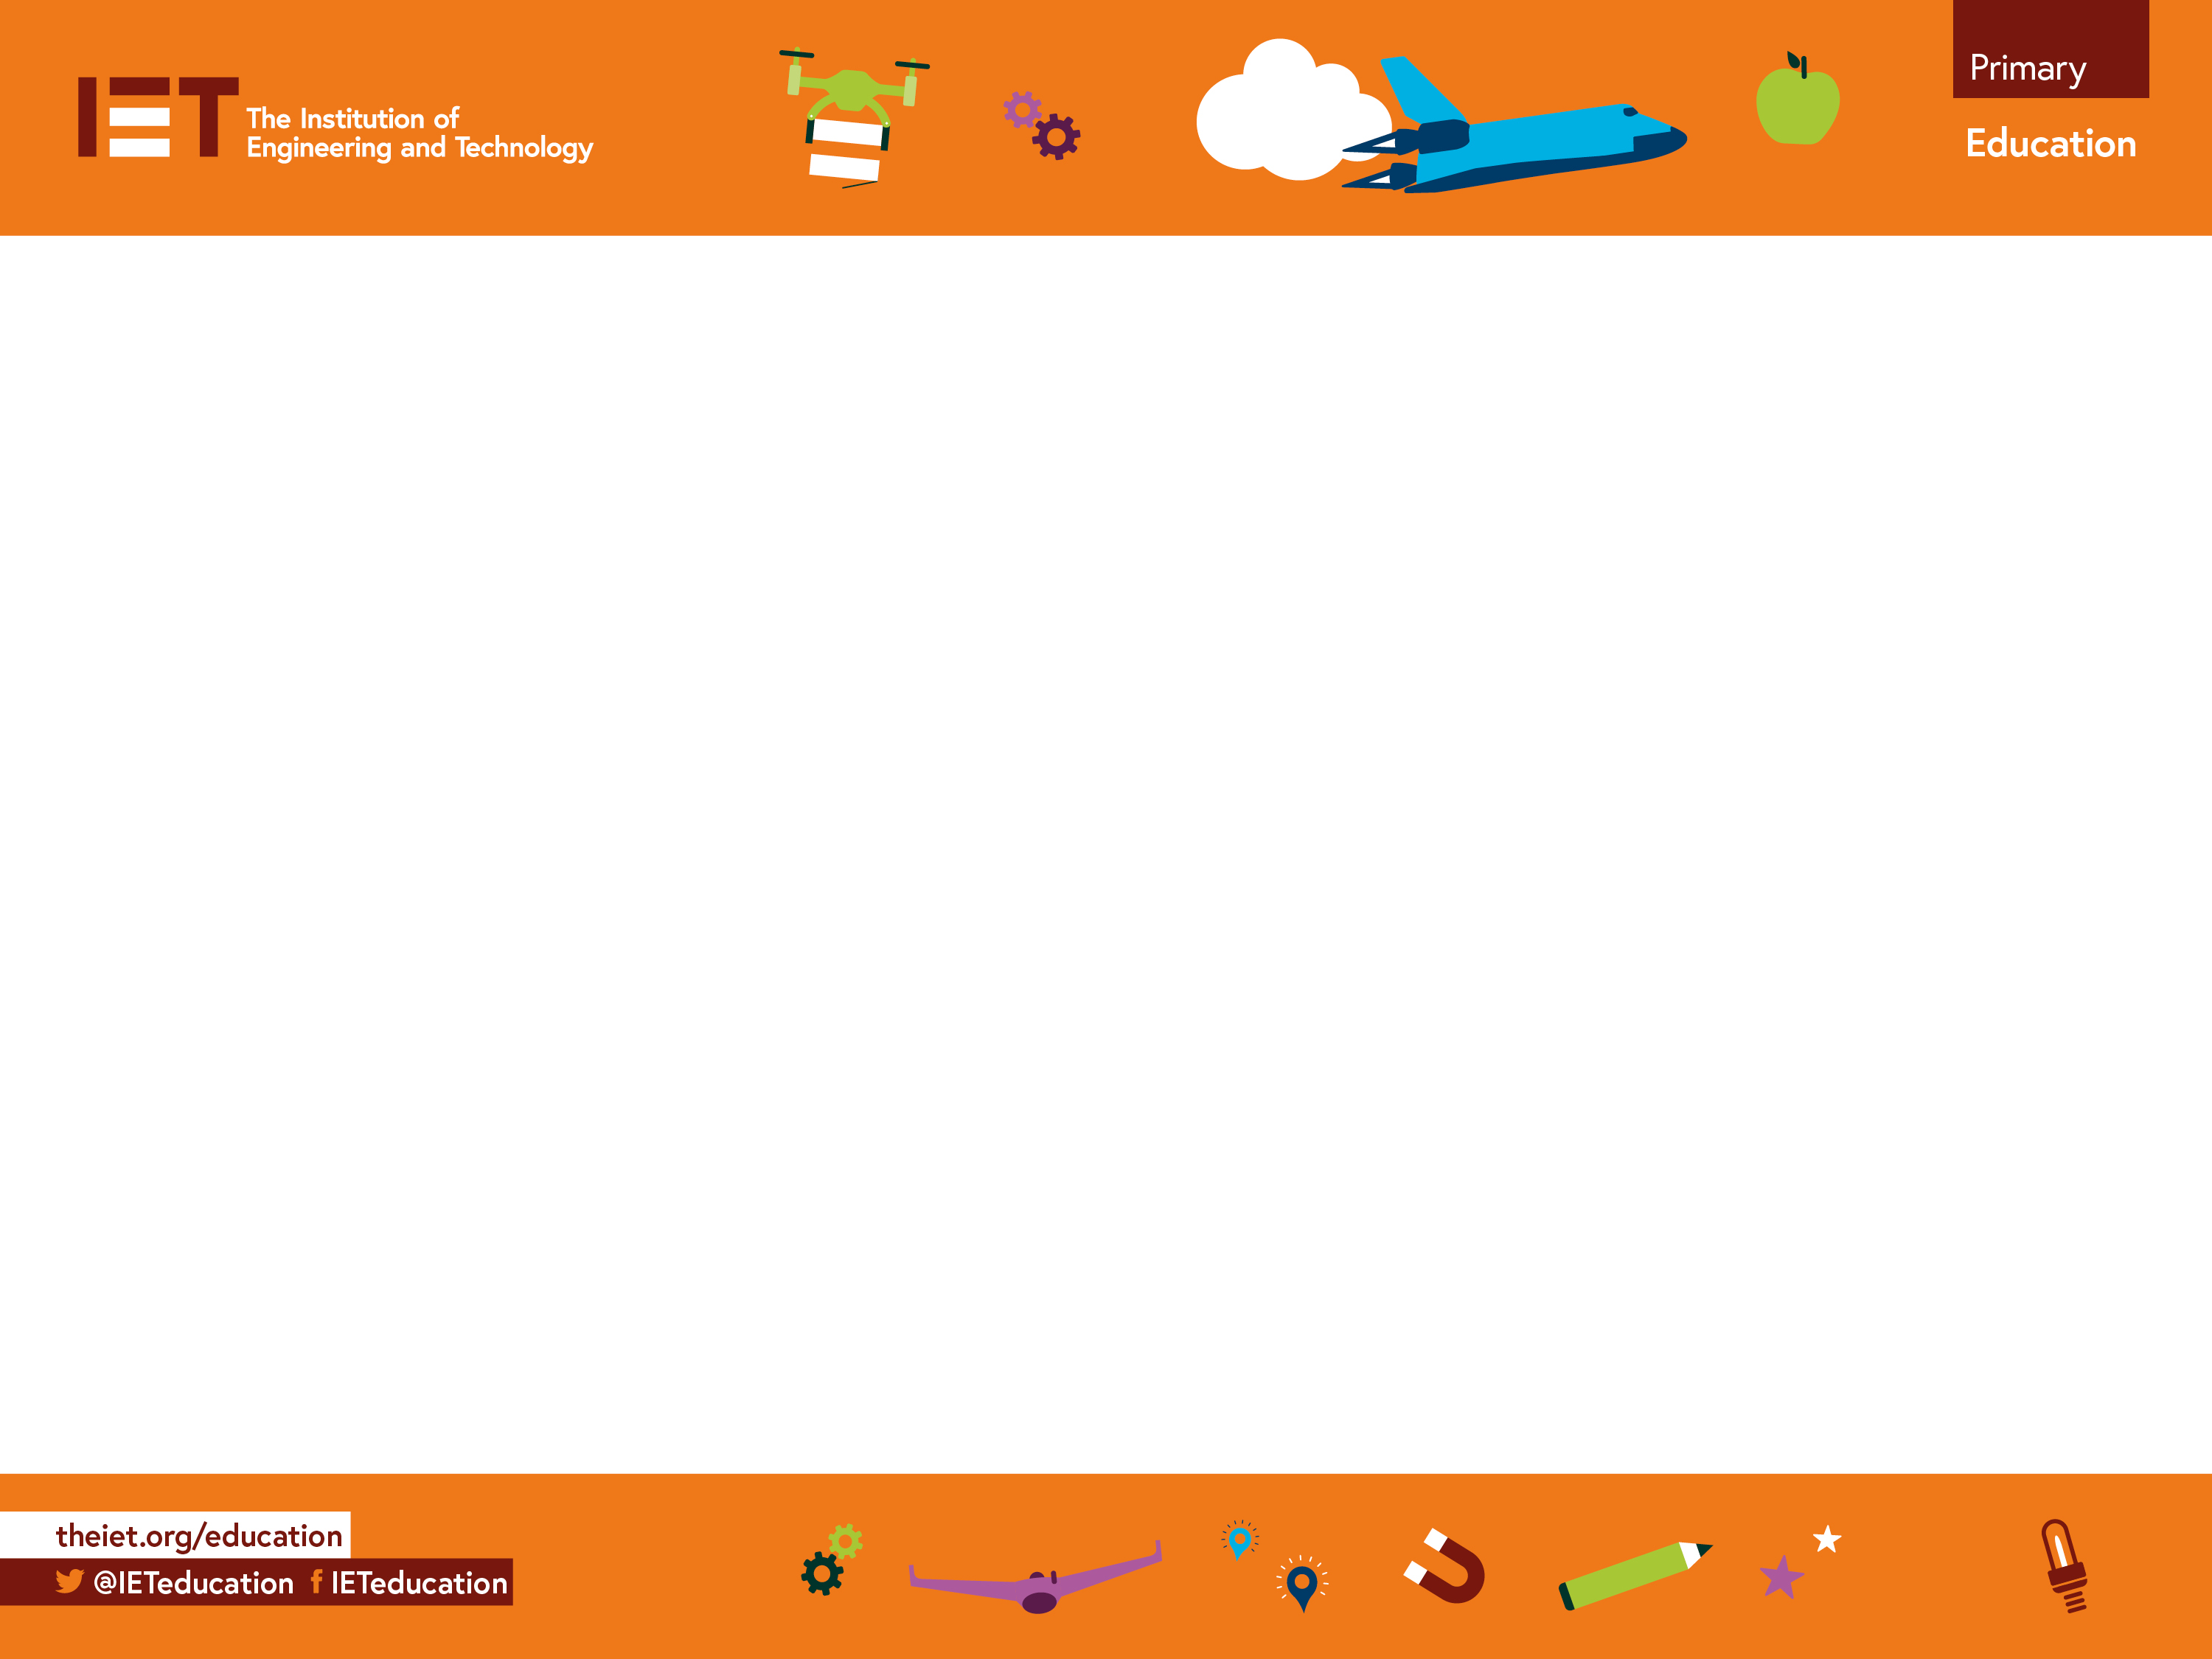 IET
The Institution of
Engineering and Technology
Primary
Education
theiet.org/education
@IETeducation IETeducation